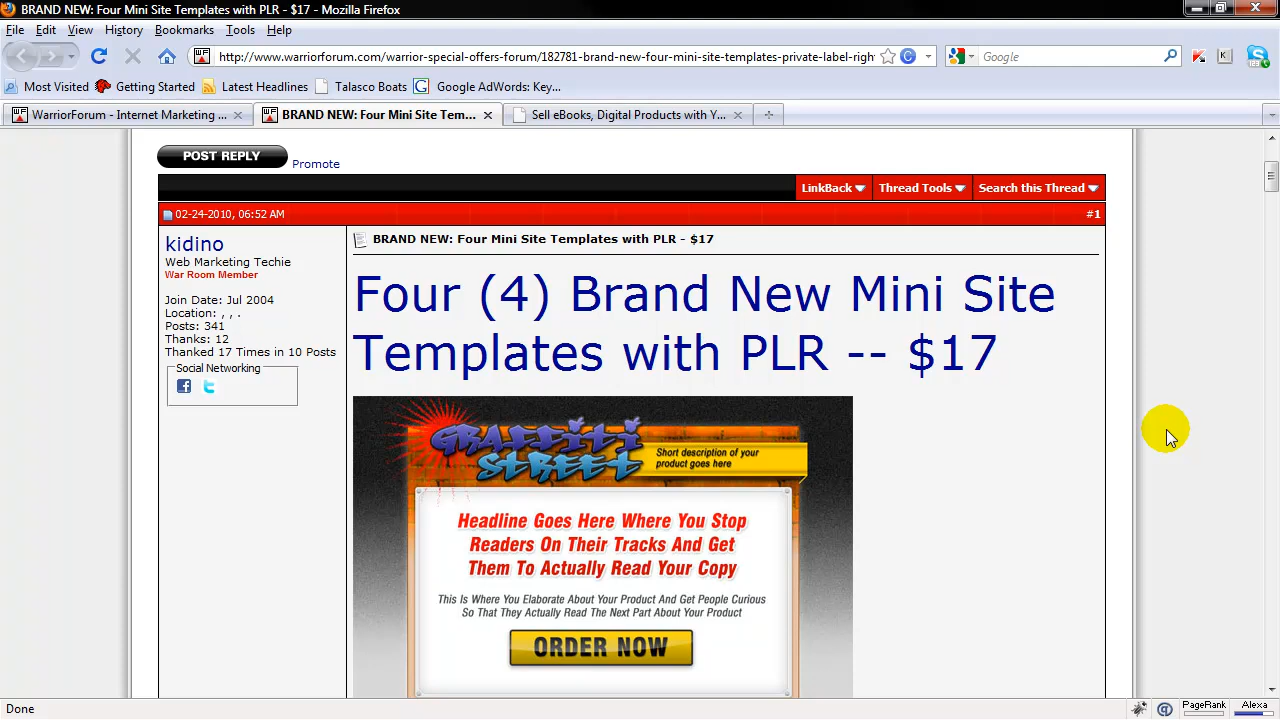 BRAND NEW: Four Mini Site Templates with PLR - $17 - Mozilla Firefox
File Edit View History Bookmarks Tools Help
http://www.warriorforum.com/warrior-special-offers-forum/182781-brand-new-four-mini-site-templates-private-label-righ
Google
Most Visited Getting Started Latest Headlines Talasco Boats Google AdWords: Key...
WarriorForum - Internet Marketing ... BRAND NEW: Four Mini Site Tem... Sell eBooks, Digital Products with Y...
POST REPLY Promote
LinkBack Thread Tools Search this Thread
02-24-2010, 06:52 AM #1
kidino
Web Marketing Techie
War Room Member
Join Date: Jul 2004
Location: , , .
Posts: 341
Thanks: 12
Thanked 17 Times in 10 Posts
Social Networking
BRAND NEW: Four Mini Site Templates with PLR - $17
Four (4) Brand New Mini Site
Templates with PLR -- $17
GRAFFITI
STREET
Short description of your
product goes here
Headline Goes Here Where You Stop
Readers On Their Tracks And Get
Them To Actually Read Your Copy
This Is Where You Elaborate About Your Product And Get People Curious
So That They Actually Read The Next Part About Your Product
ORDER NOW
Done PageRank Alexa